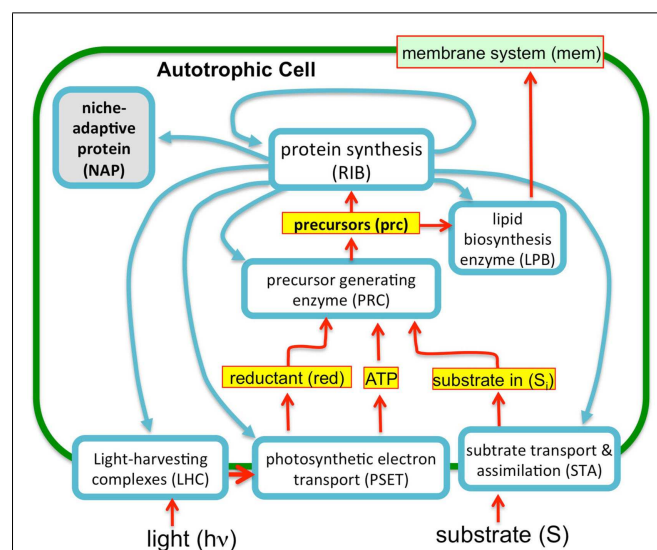 membrane system (mem)
Autotrophic Cell
niche-
adaptive
protein
(NAP)
protein synthesis
(RIB)
precursors (prc)
lipid
biosynthesis
enzyme (LPB)
precursor generating
enzyme (PRC)
reductant (red)
ATP
substrate in (Si)
Light-harvesting
complexes (LHC)
photosynthetic electron
transport (PSET)
subtrate transport &
assimilation (STA)
light (hν)
substrate (S)